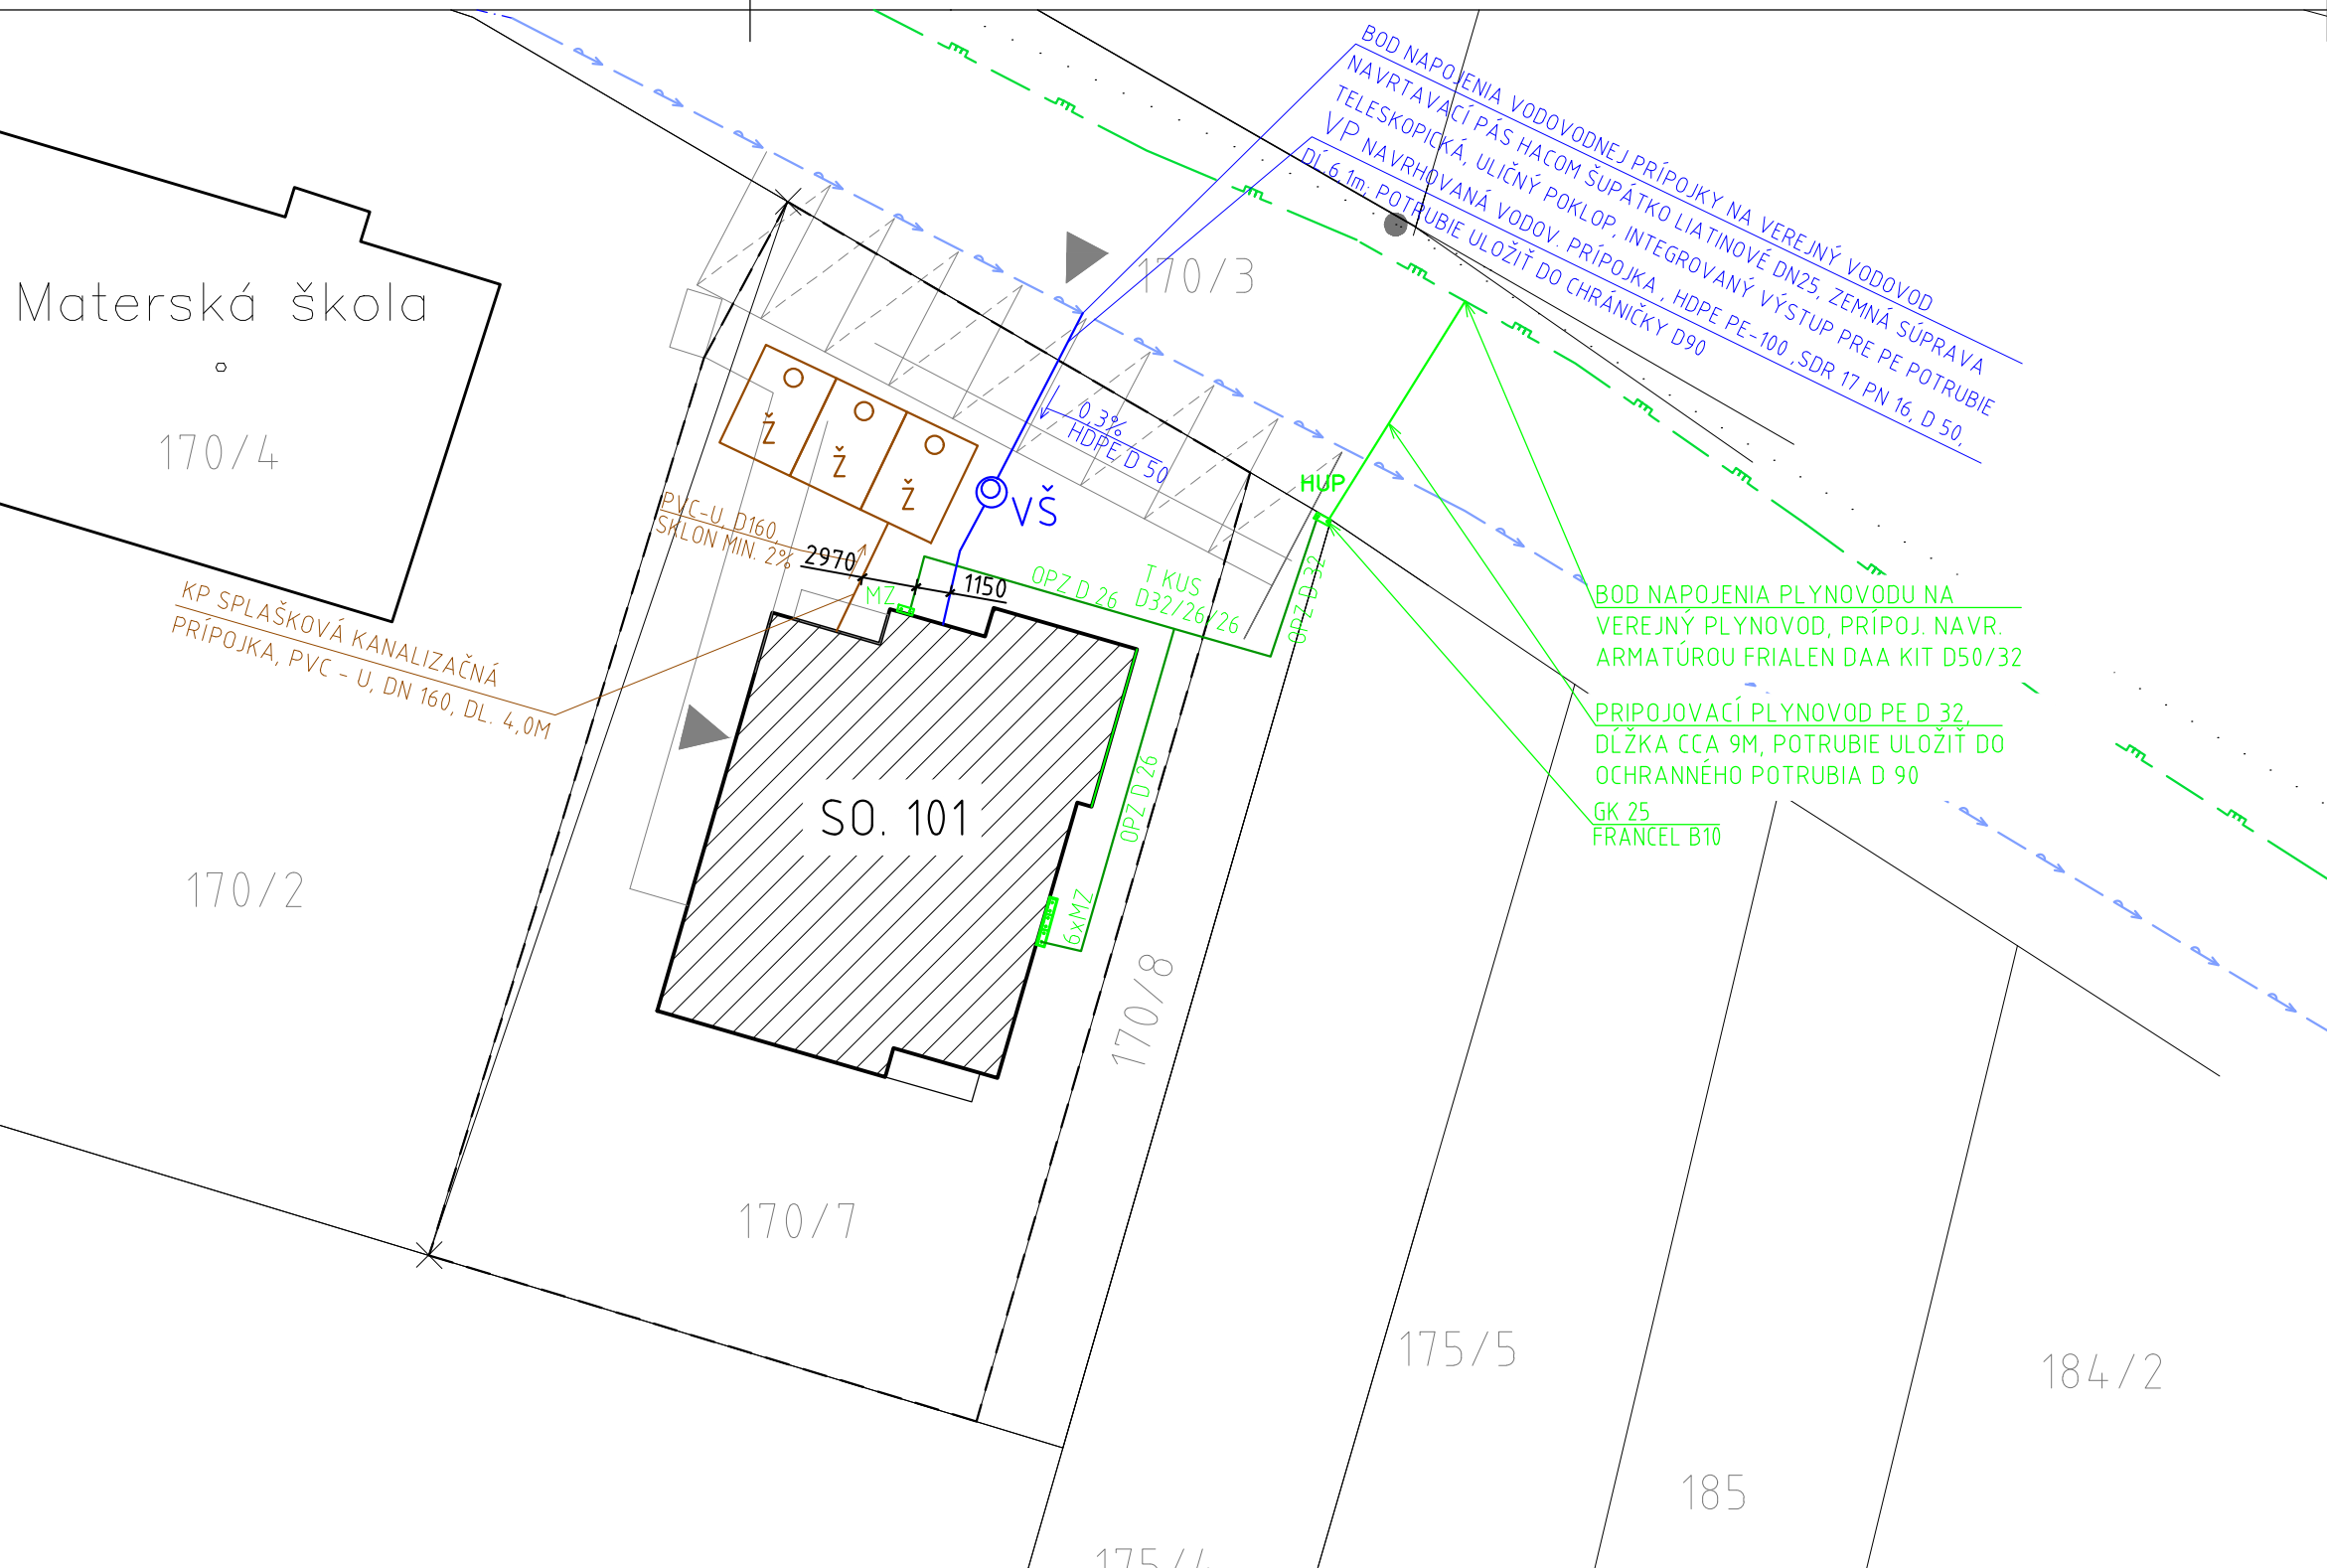 BOD NAPOJENIA VODOVODNEJ PRÍPOJKY NA VEREJNÝ VODOVOD
NAVRTAVACÍ PÁS HACOM ŠUPÁTKO LIATINOVÉ DN25, ZEMNÁ SÚPRAVA
TELESKOPICKÁ, ULIČNÝ POKLOP, INTEGROVANÝ VÝSTUP PRE PE POTRUBIE
VP NAVRHOVANÁ VODOV. PRÍPOJKA , HDPE PE-100 ,SDR 17 PN 16, D 50,
DĹ.6,1m; POTRUBIE ULOŽIŤ DO CHRÁNIČKY D90
170/3
Materská škola
170/4
Ž
Ž
Ž
0,3%
HDPE D 50
VŠ
HUP
PVC-U, D160,
SKLON MIN. 2%
2970
1150
MZ
OPZ D 26
T KUS
D32/26/26
OPZ D 32
KP SPLAŠKOVÁ KANALIZAČNÁ
PRÍPOJKA, PVC - U, DN 160, DL. 4,0M
BOD NAPOJENIA PLYNOVODU NA
VEREJNÝ PLYNOVOD, PRÍPOJ. NAVR.
ARMATÚROU FRIALEN DAA KIT D50/32
PRIPOJOVACÍ PLYNOVOD PE D 32,
DĹŽKA CCA 9M, POTRUBIE ULOŽIŤ DO
OCHRANNÉHO POTRUBIA D 90
GK 25
FRANCEL B10
SO. 101
OPZ D 26
6xMZ
170/2
170/8
170/7
175/5
184/2
185
175/4